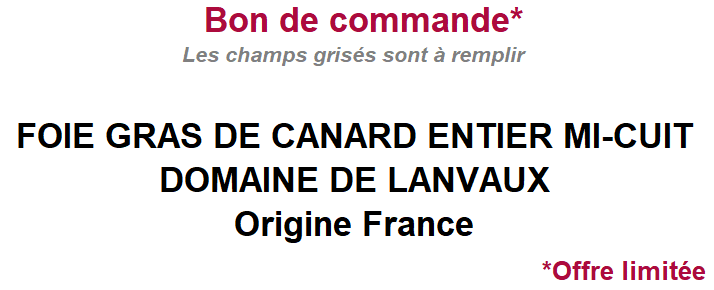 Bon de commande*
Les champs grisés sont à remplir
FOIE GRAS DE CANARD ENTIER MI-CUIT
DOMAINE DE LANVAUX
Origine France
*Offre limitée